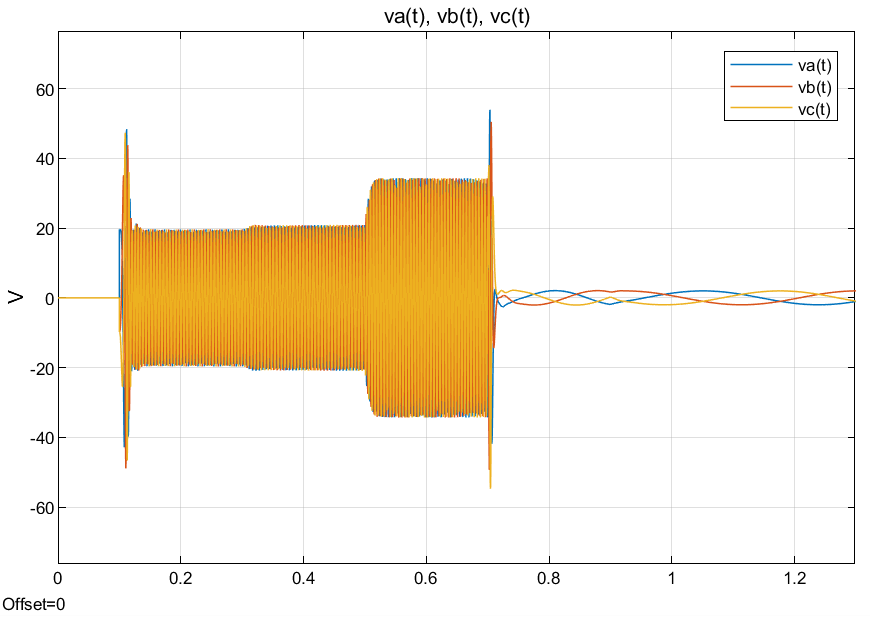 va(t), vb(t), vc(t)
va(t)
vb(t)
vc(t)
V
60
40
20
0
-20
-40
-60
0 0.2 0.4 0.6 0.8 1 1.2
Offset=0